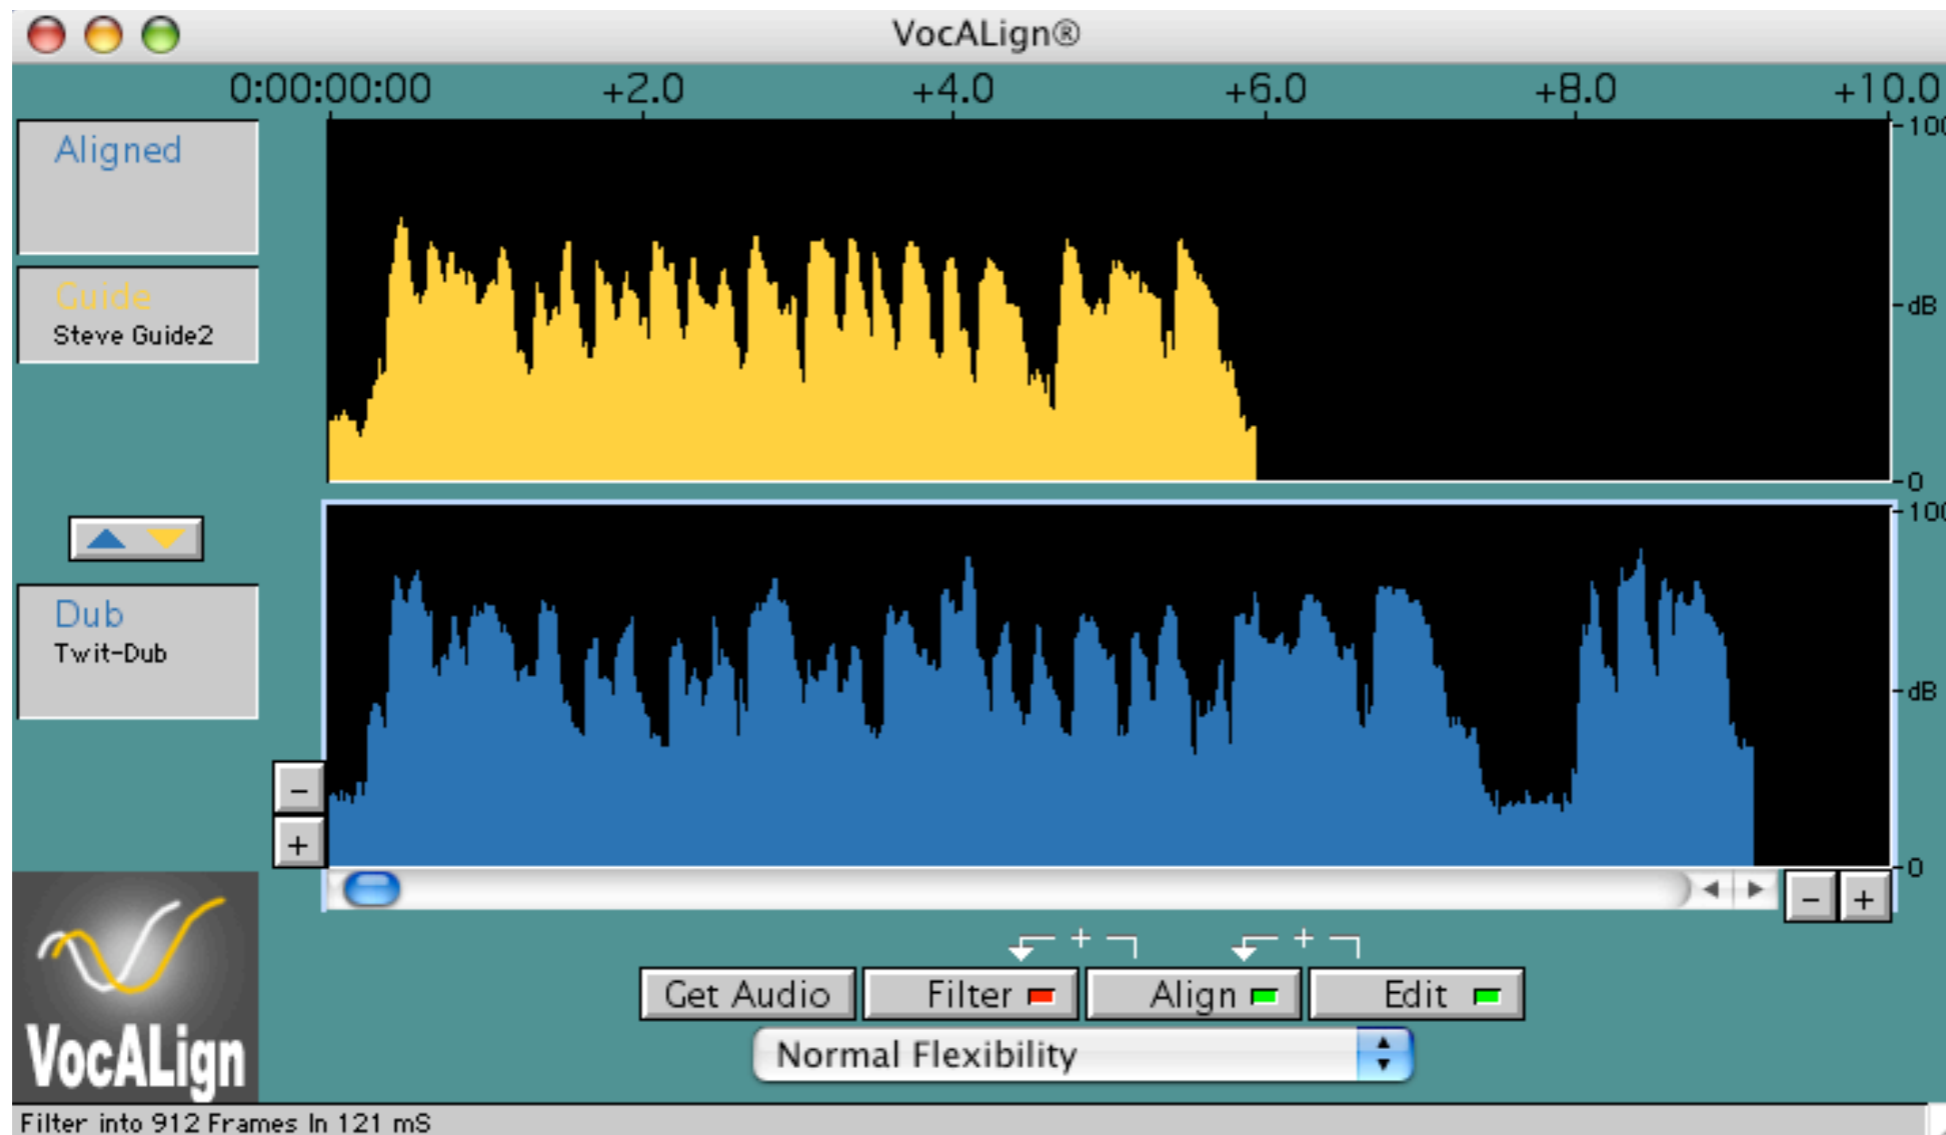 VocALign®
0:00:00:00 +2.0 +4.0 +6.0 +8.0 +10.0
Aligned
100
Guide
Steve Guide2
dB
0
100
Dub
Twit-Dub
dB
-
+
0
- +
+ +
Get Audio Filter Align Edit
Normal Flexibility
VocALign
Filter into 912 Frames In 121 mS